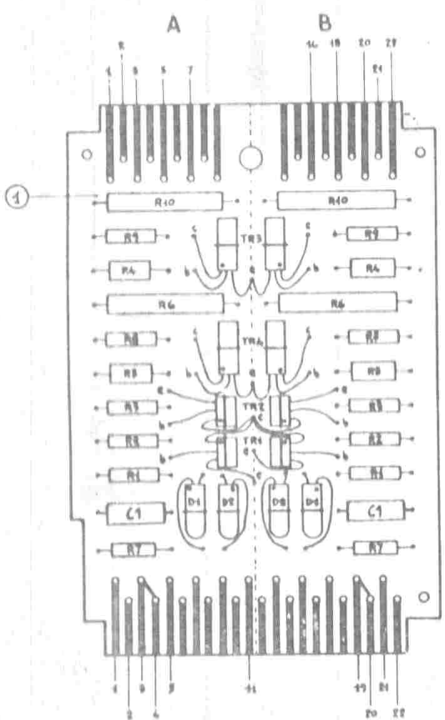 A B
2 16 18 20 22
1 3 5 7 21
1
R10 R10
R9 TR3 R9
c c
R4 R4
b e b
R6 R6
R8 c TR4 c R8
R5 b e b R5
e e
R3 TR2 R3
b c b
R2 TR1 R2
b e b
R1 c R1
D1 D2 D2 D1
C1 C1
R7 R7
1 3 5 11 19 21
2 4 20 22